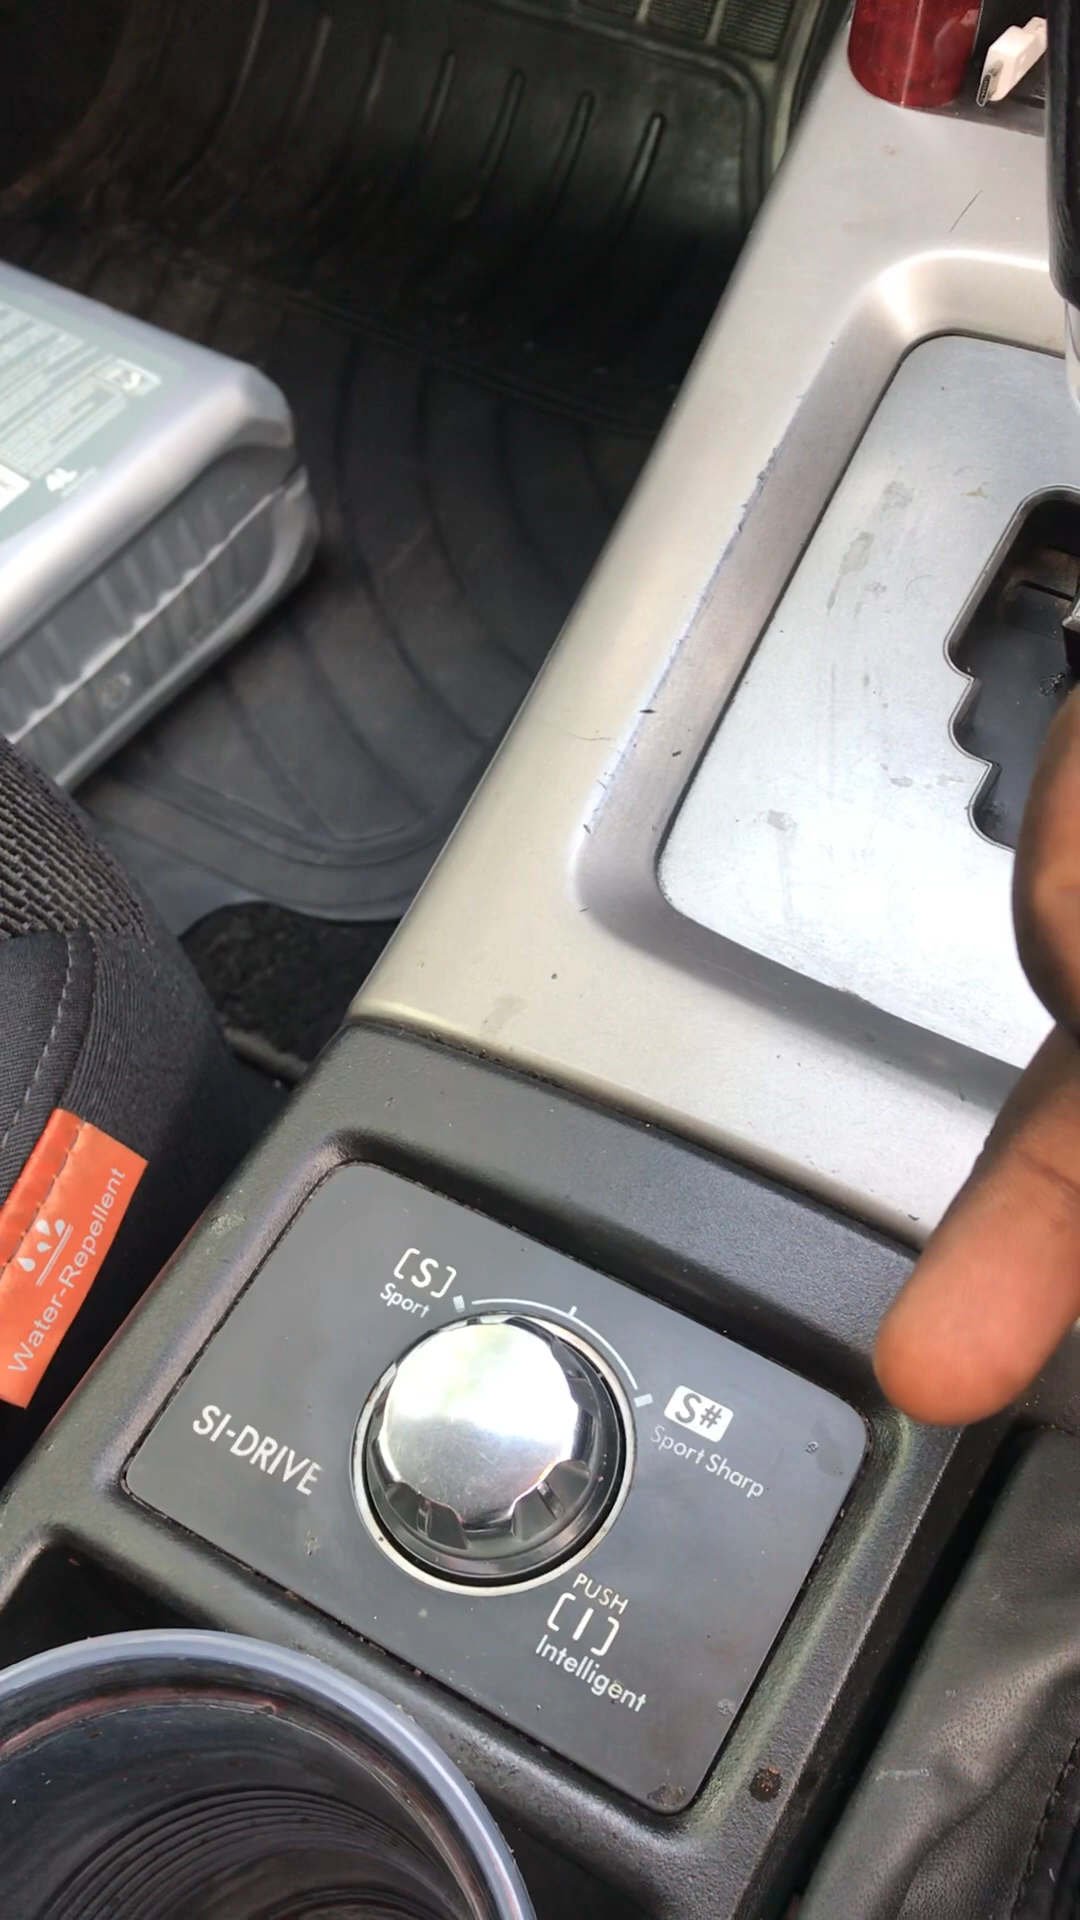 4L
Water-Repellent
[S]
Sport
S#
Sport Sharp
SI-DRIVE
PUSH
[I]
Intelligent